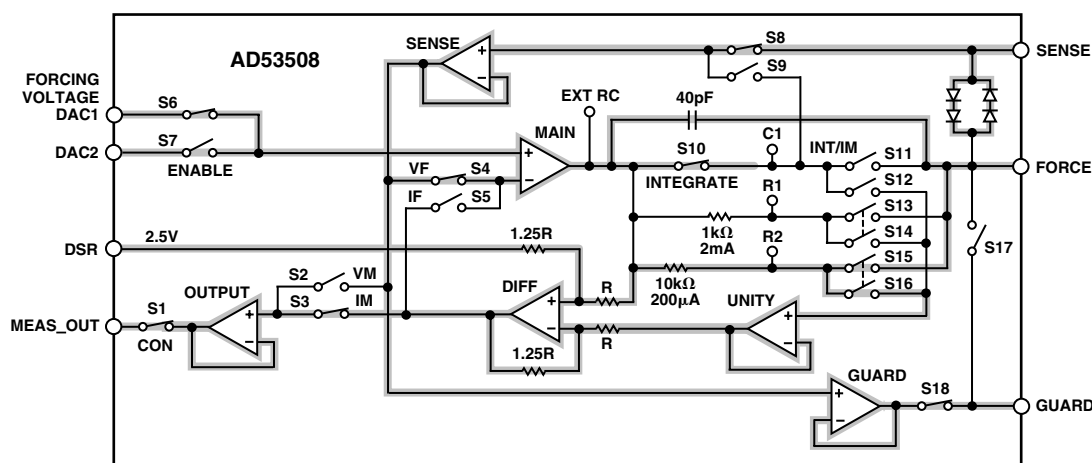 AD53508
FORCING
VOLTAGE
DAC1
S6
DAC2
S7
ENABLE
SENSE
+
−
S8
S9
SENSE
EXT RC
40pF
MAIN
+
−
S10
INTEGRATE
C1
INT/IM
S11
S12
FORCE
VF
S4
IF
S5
R1
1kΩ
2mA
S13
S14
S17
DSR
2.5V
1.25R
R2
10kΩ
200µA
S15
S16
S2
VM
S3
IM
OUTPUT
+
−
DIFF
+
−
R
R
UNITY
+
−
MEAS_OUT
S1
CON
1.25R
GUARD
+
−
S18
GUARD